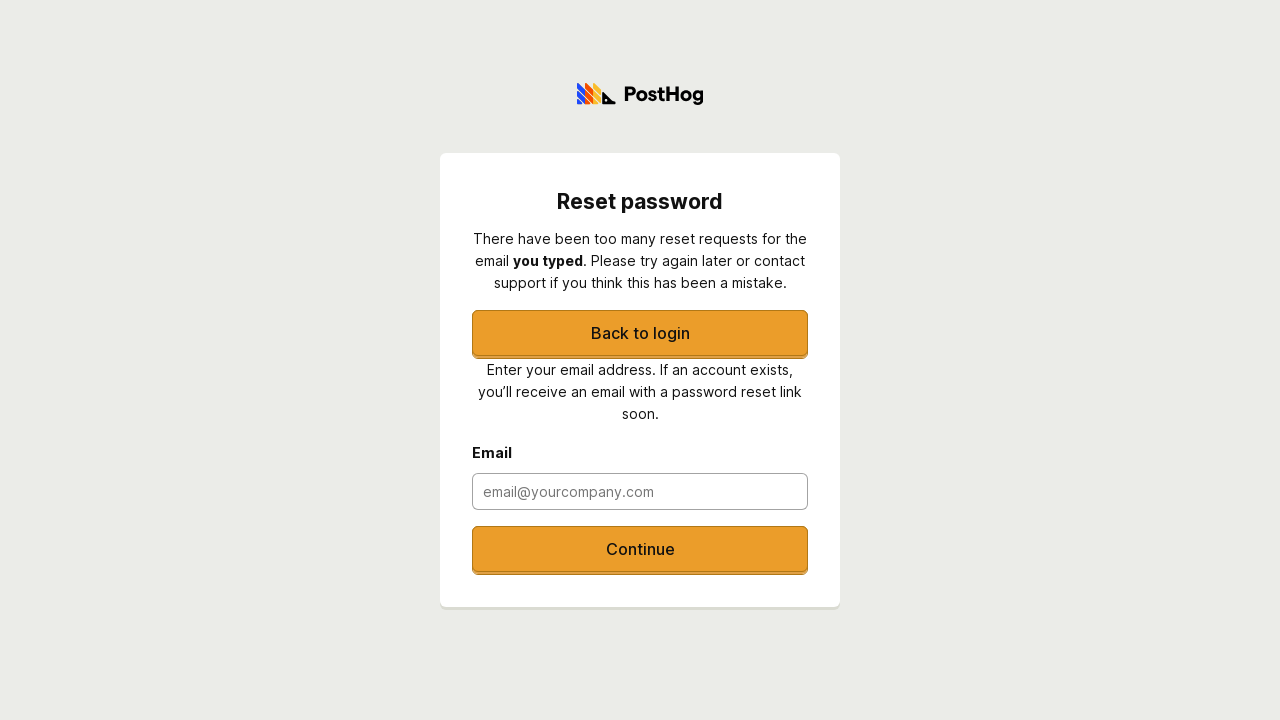 PostHog
Reset password
There have been too many reset requests for the
email you typed. Please try again later or contact
support if you think this has been a mistake.
Back to login
Enter your email address. If an account exists,
you’ll receive an email with a password reset link
soon.
Email
email@yourcompany.com
Continue